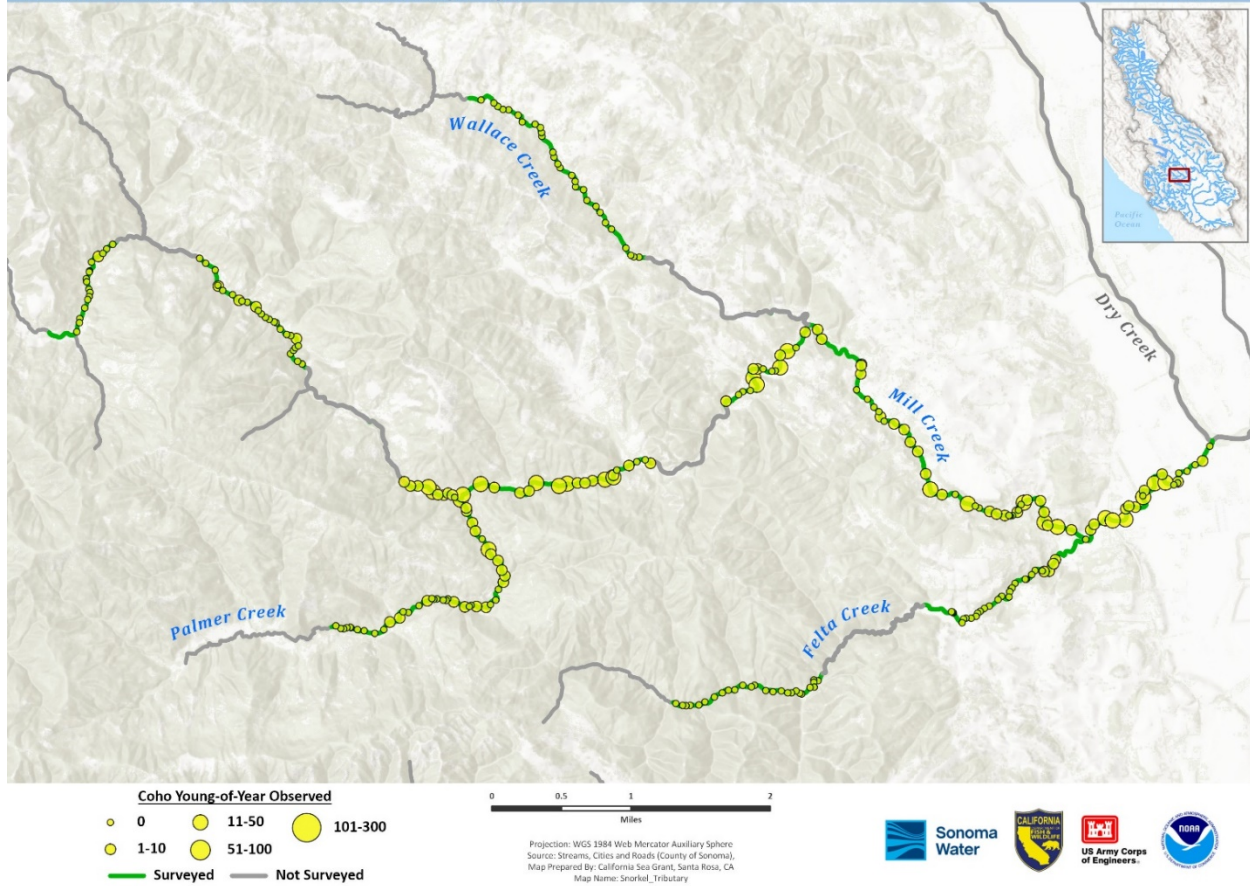 Wallace Creek
Pacific
Ocean
Dry Creek
Mill Creek
Palmer Creek
Felta Creek
Coho Young-of-Year Observed
0
11-50
101-300
1-10
51-100
Surveyed
Not Surveyed
0 0.5 1 2
Miles
Projection: WGS 1984 Web Mercator Auxiliary Sphere
Source: Streams, Cities and Roads (County of Sonoma),
Map Prepared By: California Sea Grant, Santa Rosa, CA
Map Name: Snorkel_Tributary
Sonoma
Water
CALIFORNIA
FISH &
WILDLIFE
US Army Corps
of Engineers®
NOAA